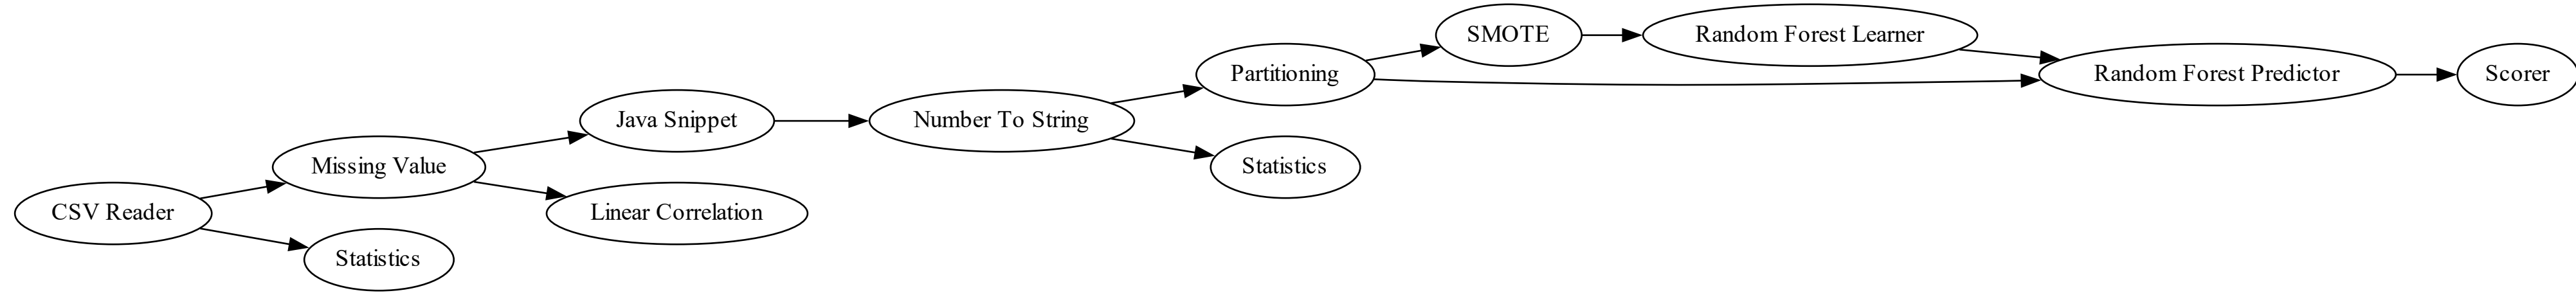 CSV Reader
Missing Value
Statistics
Java Snippet
Linear Correlation
Number To String
Partitioning
Statistics
SMOTE
Random Forest Learner
Random Forest Predictor
Scorer